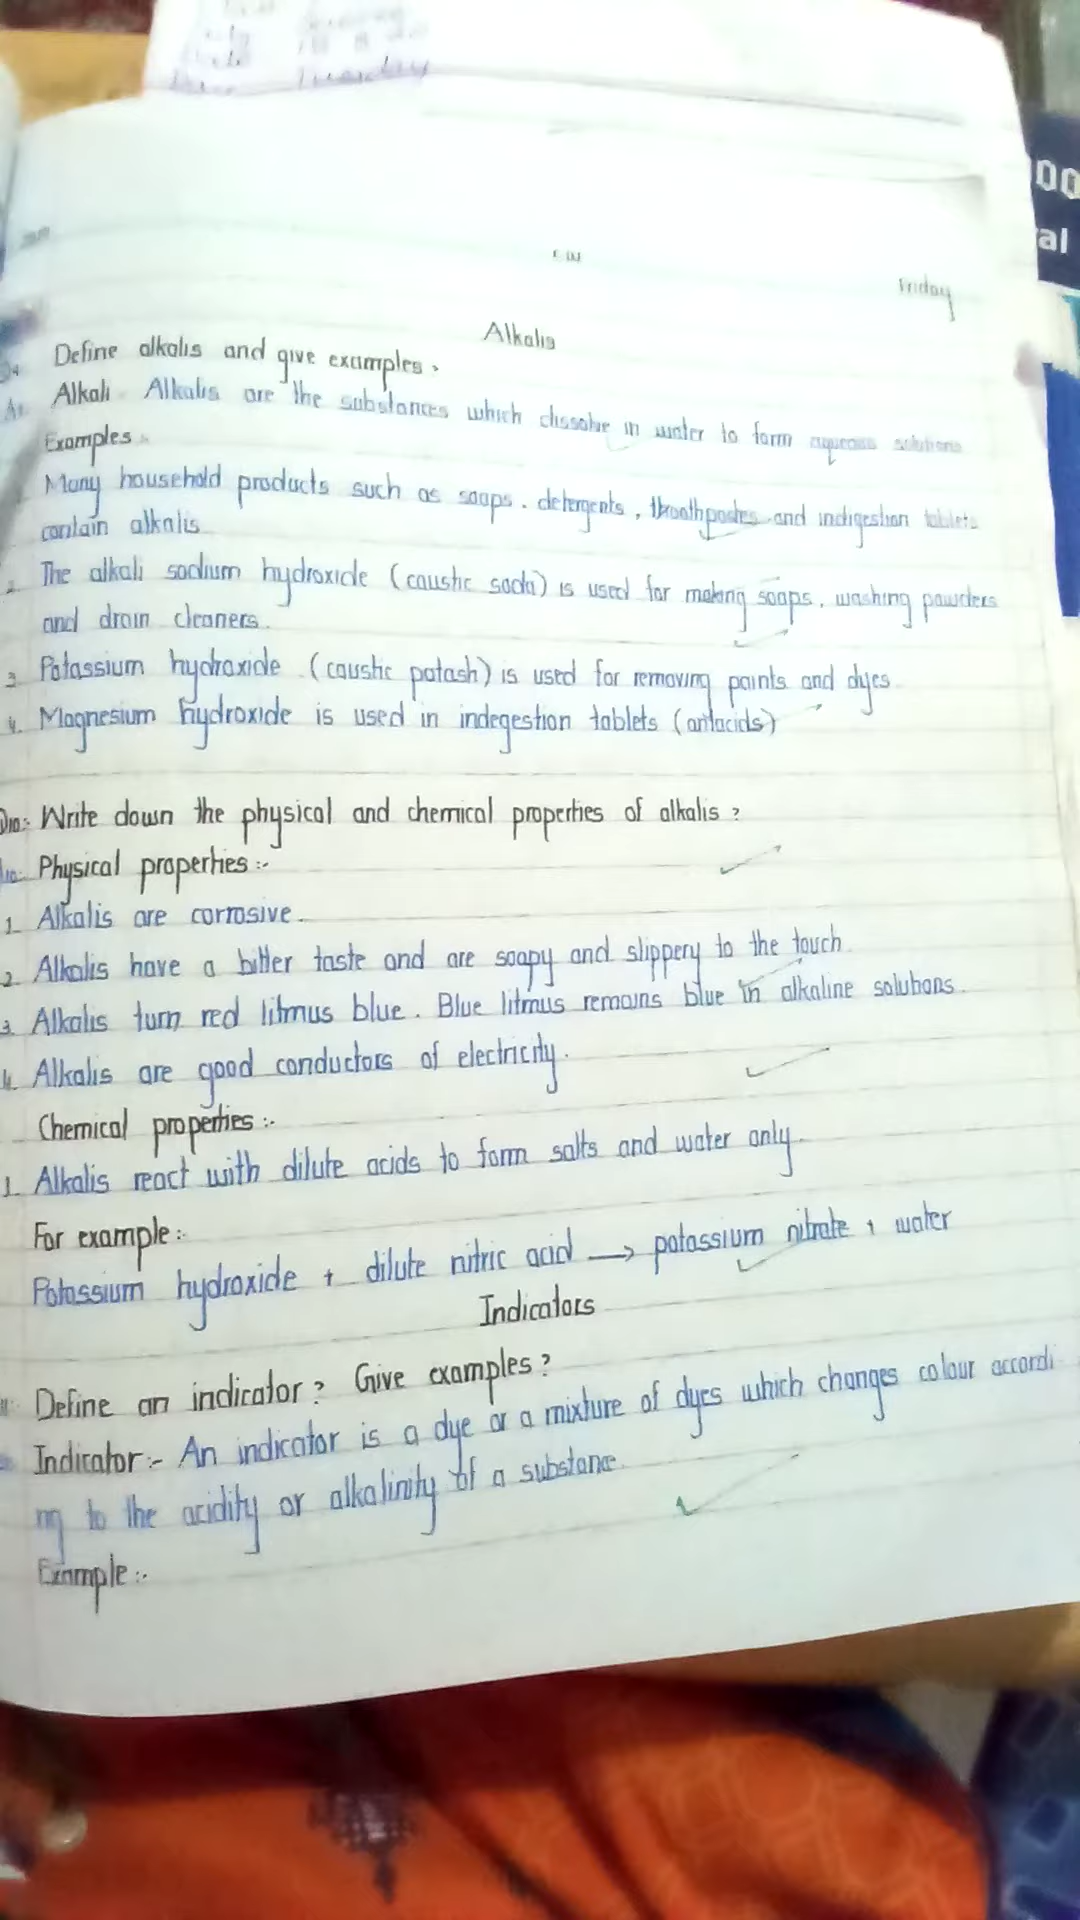 Tuesday
C.W
Friday
Alkalis
Define alkalis and give examples.
Alkali. Alkalis are the substances which dissolve in water to form aqueous solutions
Examples:-
Many household products such as soaps, detergents, and indigestion tablets
contain alkalis.
2. The alkali sodium hydroxide (caustic soda) is used for making soaps, washing powders
and drain cleaners.
3. Potassium hydroxide (caustic potash) is used for removing paints and dyes.
4. Magnesium hydroxide is used in indegestion tablets (antacids)
Q10:- Write down the physical and chemical properties of alkalis?
Physical properties:-
1. Alkalis are corrosive.
2. Alkalis have a bitter taste and are soapy and slippery to the touch.
3. Alkalis turn red litmus blue. Blue litmus remains blue in alkaline solutions.
4. Alkalis are good conductors of electricity.
Chemical properties:-
1. Alkalis react with dilute acids to form salts and water only.
For example:-
Potassium hydroxide + dilute nitric acid → potassium nitrate + water
Indicators
Define an indicator? Give examples?
Indicator:- An indicator is a dye or a mixture of dyes which changes colour accordi
ng to the acidity or alkalinity of a substance.
Example:-
00
al